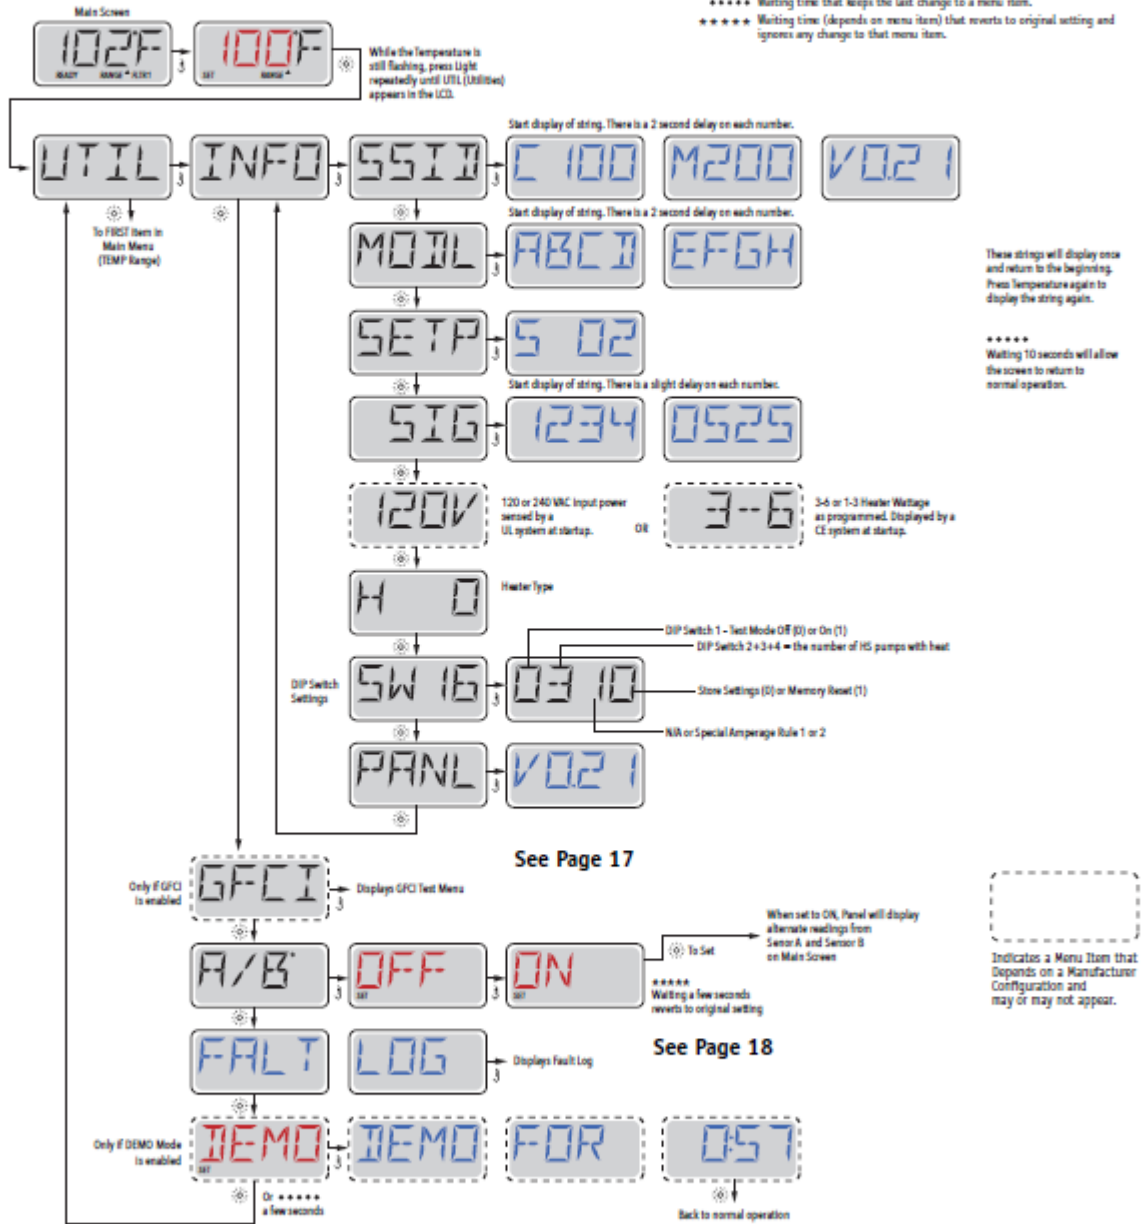 ••••• Waiting time that keeps the last change to a menu item.
Main Screen
★★★★★ Waiting time (depends on menu item) that reverts to original setting and
ignores any change to that menu item.
102°F
READY RANGE FLTR1
100°F
SET RANGE
While the Temperature is
still flashing, press Light
repeatedly until UTIL (Utilities)
appears in the LCD.
Start display of string. There is a 2 second delay on each number.
UTIL
INFO
SSID
C 100
M200
V0.21
To FIRST item in
Main Menu
(TEMP Range)
Start display of string. There is a 2 second delay on each number.
MODL
ABCD
EFGH
These strings will display once
and return to the beginning.
Press Temperature again to
display the string again.
•••••
Waiting 10 seconds will allow
the screen to return to
normal operation.
SETP
S 02
Start display of string. There is a slight delay on each number.
SIG
1234
0525
120V
120 or 240 VAC input power
sensed by a
UL system at startup.
OR
3--6
3-6 or 1-3 Heater Wattage
as programmed. Displayed by a
CE system at startup.
H 0
Heater Type
DIP Switch 1 - Test Mode Off (0) or On (1)
DIP Switch 2+3+4 = the number of HS pumps with heat
DIP Switch
Settings
SW 16
0310
Store Settings (0) or Memory Reset (1)
N/A or Special Amperage Rule 1 or 2
PANL
V0.21
See Page 17
Only if GFCI
is enabled
GFCI
Displays GFCI Test Menu
A/B
OFF
SET
ON
SET
To Set
When set to ON, Panel will display
alternate readings from
Senor A and Sensor B
on Main Screen
★★★★★
Waiting a few seconds
reverts to original setting
Indicates a Menu Item that
Depends on a Manufacturer
Configuration and
may or may not appear.
See Page 18
FALT
LOG
Displays Fault Log
Only if DEMO Mode
is enabled
DEMO
SET
DEMO
FOR
0:57
Or •••••
a few seconds
Back to normal operation